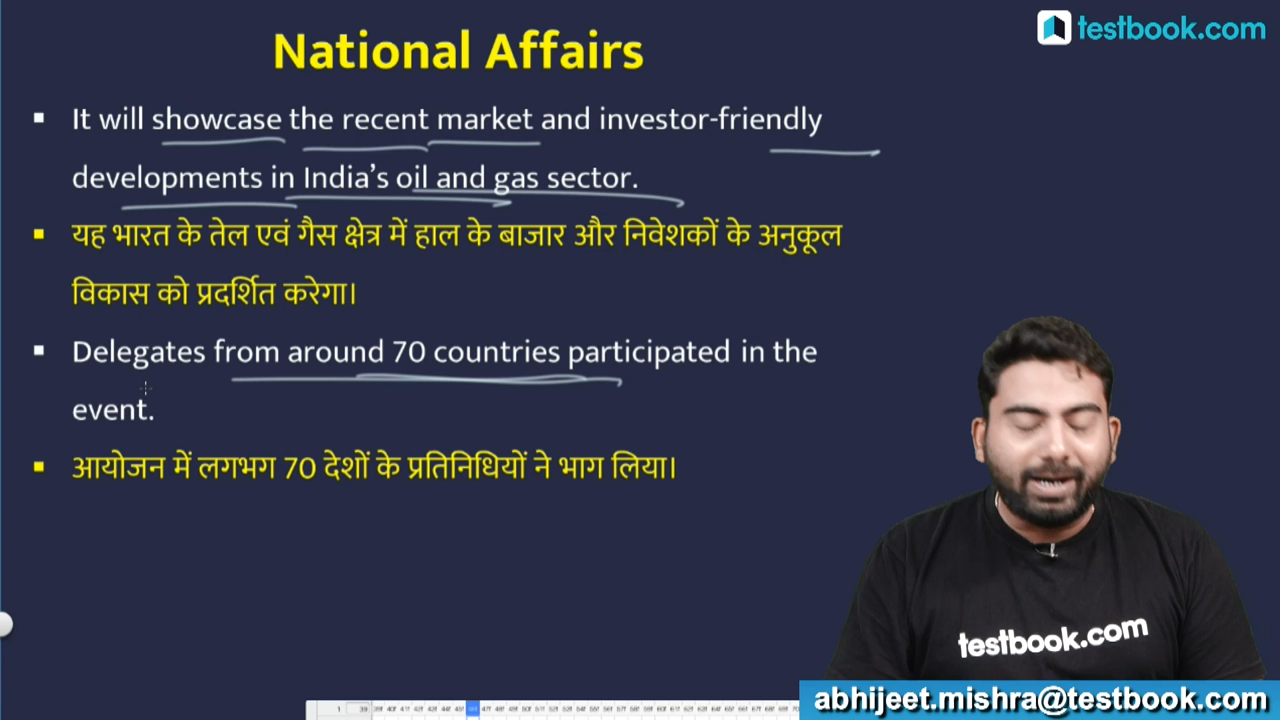 National Affairs
testbook.com
▪ It will showcase the recent market and investor-friendly
developments in India’s oil and gas sector.
▪ यह भारत के तेल एवं गैस क्षेत्र में हाल के बाजार और निवेशकों के अनुकूल
विकास को प्रदर्शित करेगा।
▪ Delegates from around 70 countries participated in the
event.
▪ आयोजन में लगभग 70 देशों के प्रतिनिधियों ने भाग लिया।
testbook.com
abhijeet.mishra@testbook.com